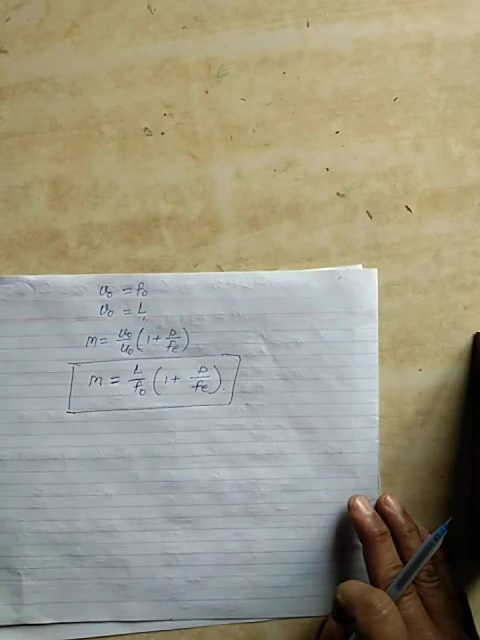 u₀ = f₀
v₀ = L
m = v₀/u₀ (1 + D/fe)
m = L/f₀ (1 + D/fe)